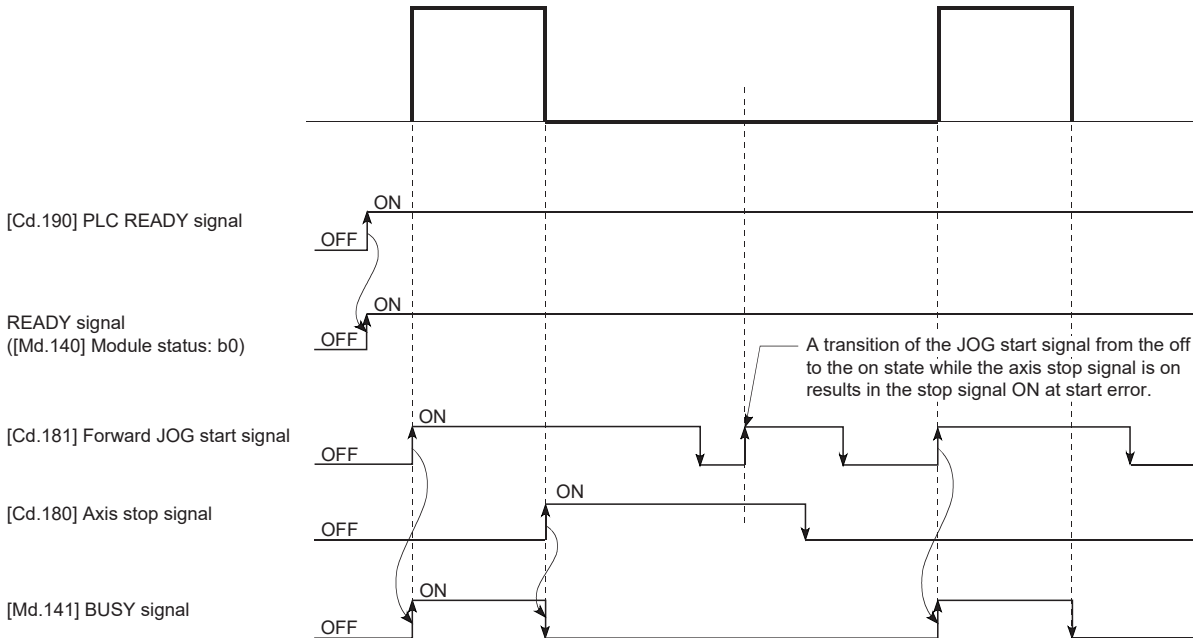 ON
[Cd.190] PLC READY signal
OFF
ON
READY signal
([Md.140] Module status: b0)
OFF
A transition of the JOG start signal from the off
to the on state while the axis stop signal is on
results in the stop signal ON at start error.
ON
[Cd.181] Forward JOG start signal
OFF
ON
[Cd.180] Axis stop signal
OFF
ON
[Md.141] BUSY signal
OFF